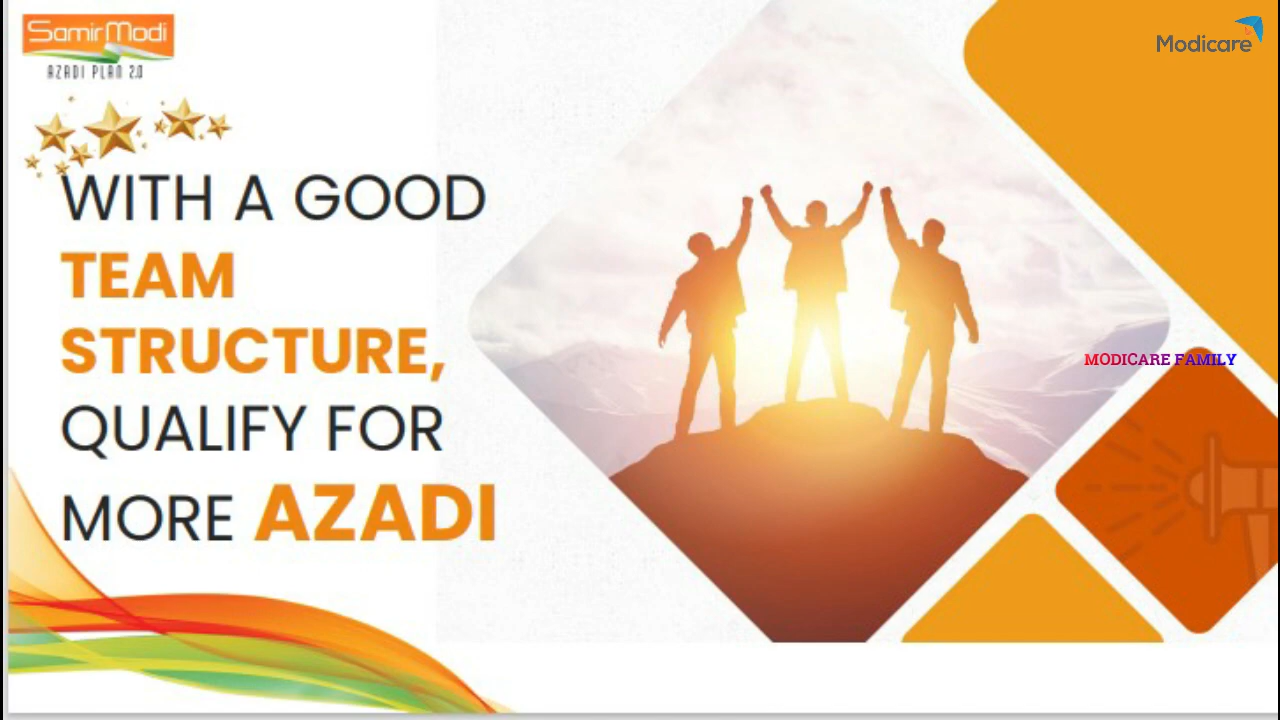 SamirModi
AZADI PLAN 2.0
Modicare
WITH A GOOD
TEAM
STRUCTURE,
QUALIFY FOR
MORE AZADI
MODICARE FAMILY